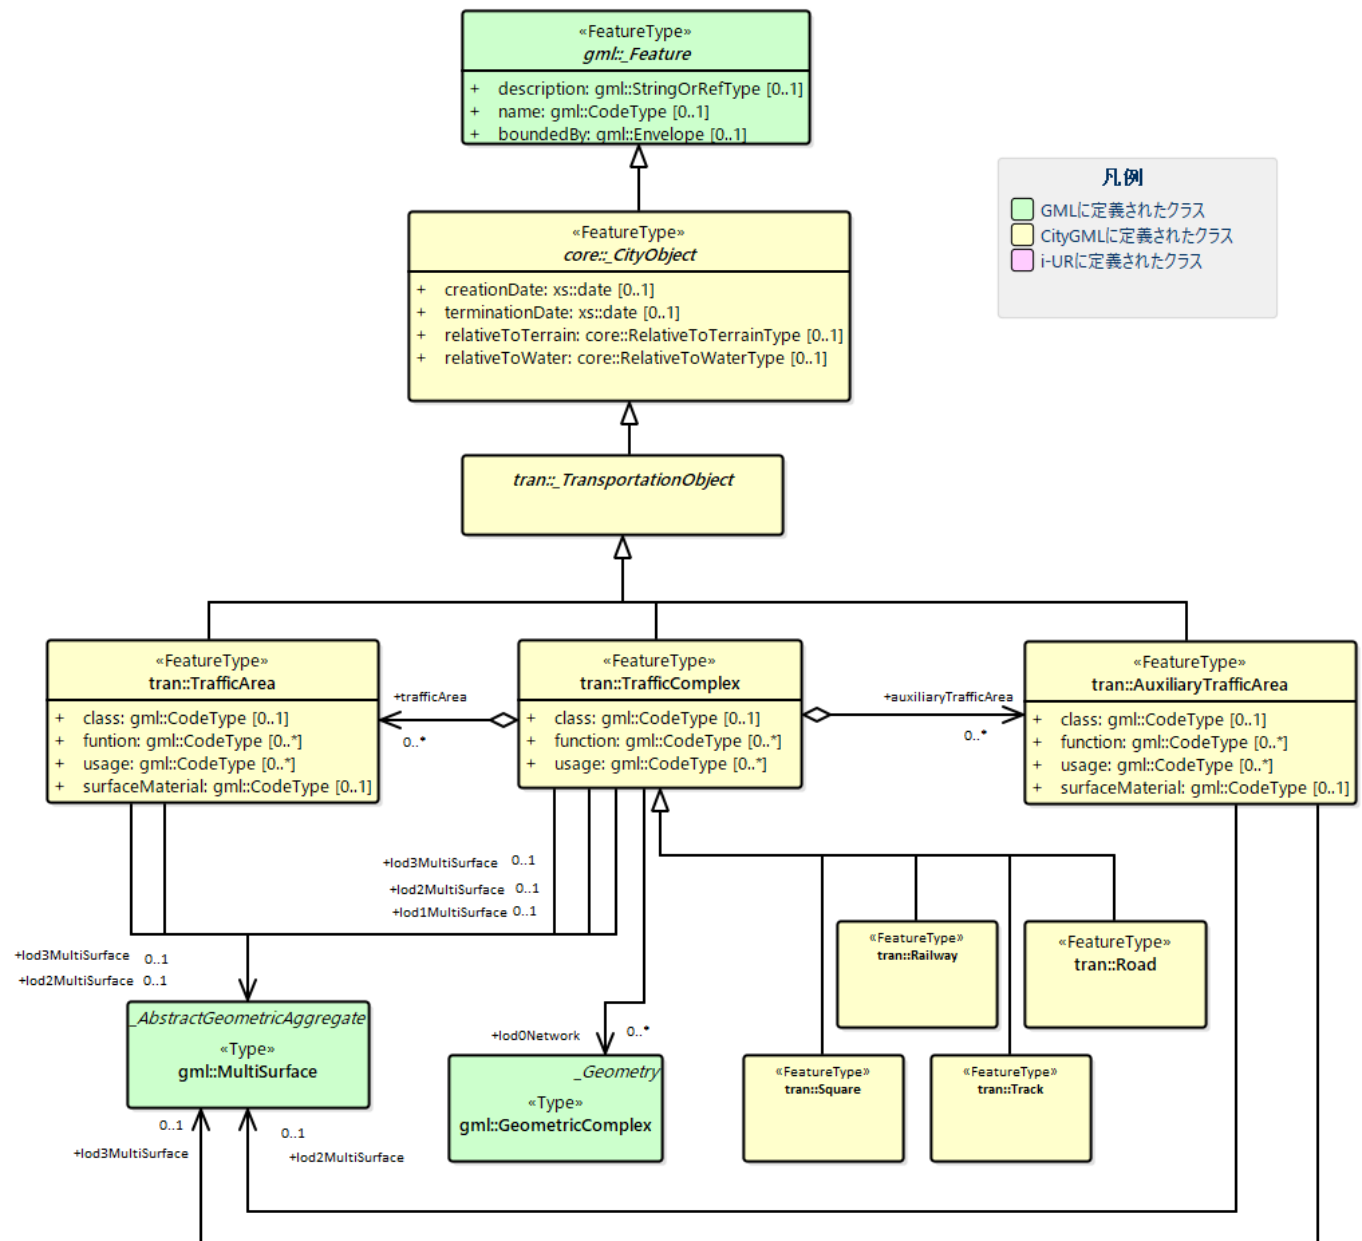 «FeatureType»
gml::_Feature
+ description: gml::StringOrRefType [0..1]
+ name: gml::CodeType [0..1]
+ boundedBy: gml::Envelope [0..1]
凡例
GMLに定義されたクラス
CityGMLに定義されたクラス
i-URに定義されたクラス
«FeatureType»
core::_CityObject
+ creationDate: xs::date [0..1]
+ terminationDate: xs::date [0..1]
+ relativeToTerrain: core::RelativeToTerrainType [0..1]
+ relativeToWater: core::RelativeToWaterType [0..1]
tran::_TransportationObject
«FeatureType»
tran::TrafficArea
+ class: gml::CodeType [0..1]
+ funtion: gml::CodeType [0..*]
+ usage: gml::CodeType [0..*]
+ surfaceMaterial: gml::CodeType [0..1]
+trafficArea
0..*
«FeatureType»
tran::TrafficComplex
+ class: gml::CodeType [0..1]
+ function: gml::CodeType [0..*]
+ usage: gml::CodeType [0..*]
+auxiliaryTrafficArea
0..*
«FeatureType»
tran::AuxiliaryTrafficArea
+ class: gml::CodeType [0..1]
+ function: gml::CodeType [0..*]
+ usage: gml::CodeType [0..*]
+ surfaceMaterial: gml::CodeType [0..1]
+lod3MultiSurface 0..1
+lod2MultiSurface 0..1
+lod1MultiSurface 0..1
+lod3MultiSurface 0..1
+lod2MultiSurface 0..1
«FeatureType»
tran::Railway
«FeatureType»
tran::Road
_AbstractGeometricAggregate
«Type»
gml::MultiSurface
+lod0Network 0..*
_Geometry
«Type»
gml::GeometricComplex
«FeatureType»
tran::Square
«FeatureType»
tran::Track
0..1
+lod3MultiSurface
0..1
+lod2MultiSurface